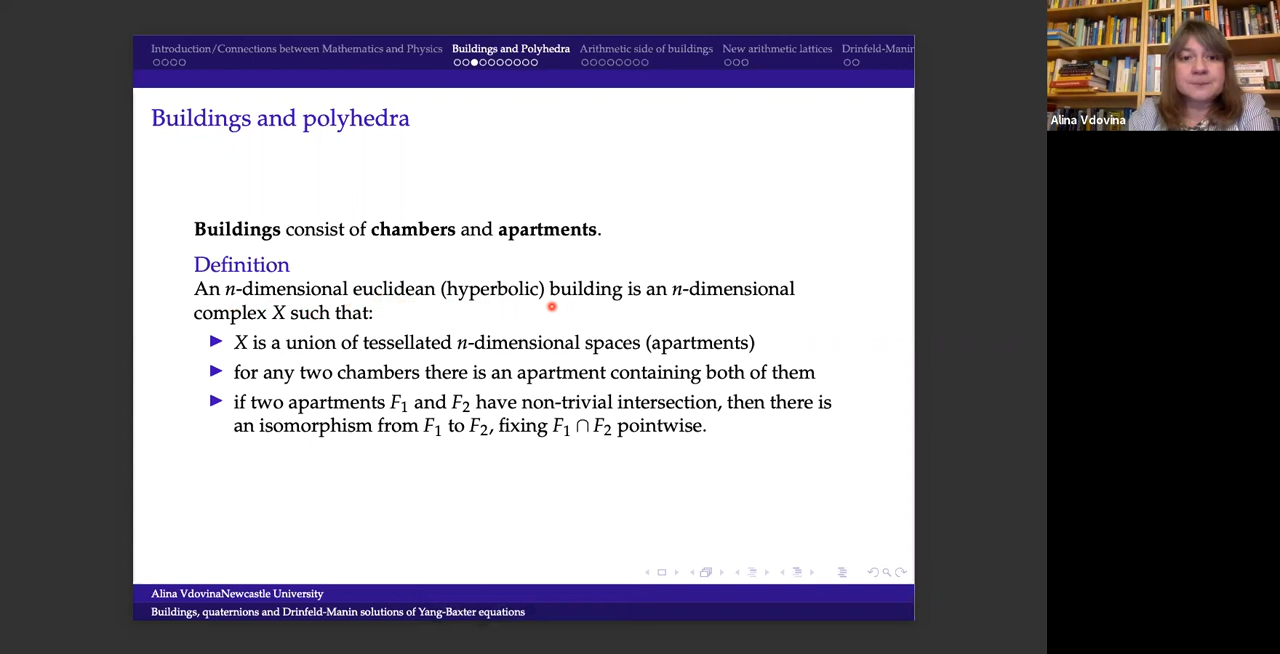 Introduction/Connections between Mathematics and Physics Buildings and Polyhedra Arithmetic side of buildings New arithmetic lattices Drinfeld-Manin
Alina Vdovina
Buildings and polyhedra
Buildings consist of chambers and apartments.
Definition
An n-dimensional euclidean (hyperbolic) building is an n-dimensional
complex X such that:
X is a union of tessellated n-dimensional spaces (apartments)
for any two chambers there is an apartment containing both of them
if two apartments F₁ and F₂ have non-trivial intersection, then there is
an isomorphism from F₁ to F₂, fixing F₁ ∩ F₂ pointwise.
Alina VdovinaNewcastle University
Buildings, quaternions and Drinfeld-Manin solutions of Yang-Baxter equations